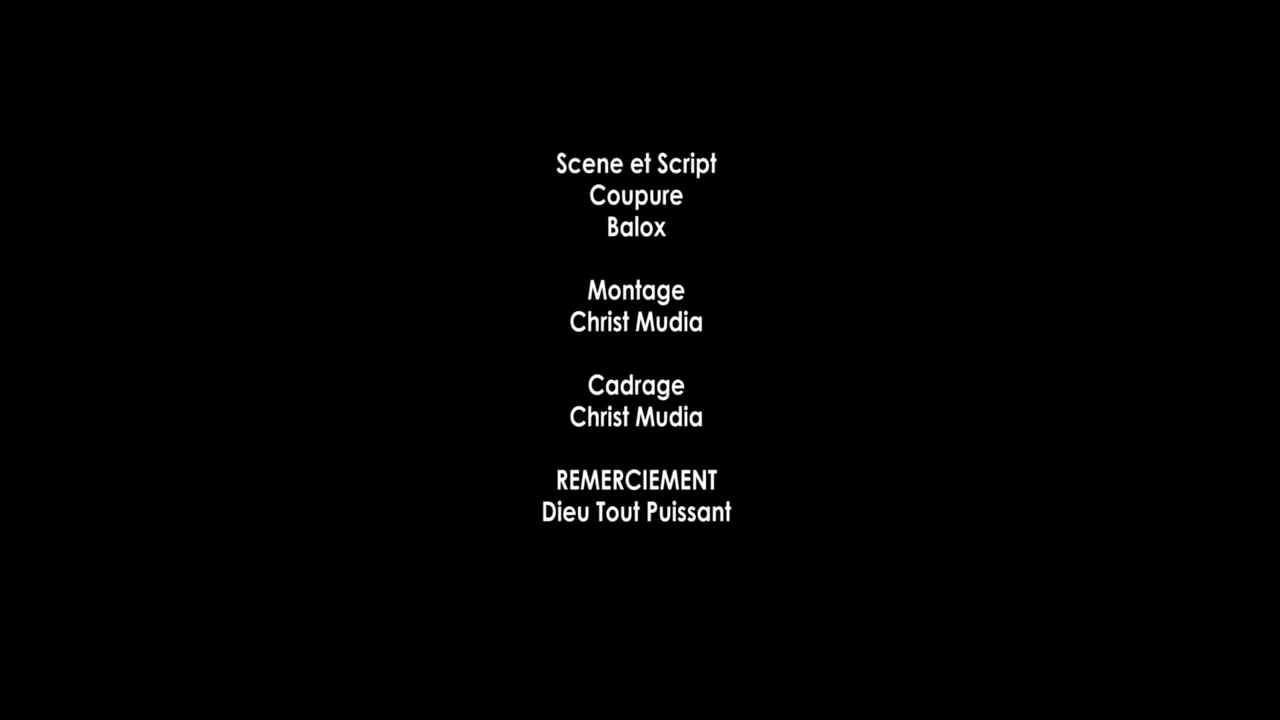 Scene et Script
Coupure
Balox
Montage
Christ Mudia
Cadrage
Christ Mudia
REMERCIEMENT
Dieu Tout Puissant